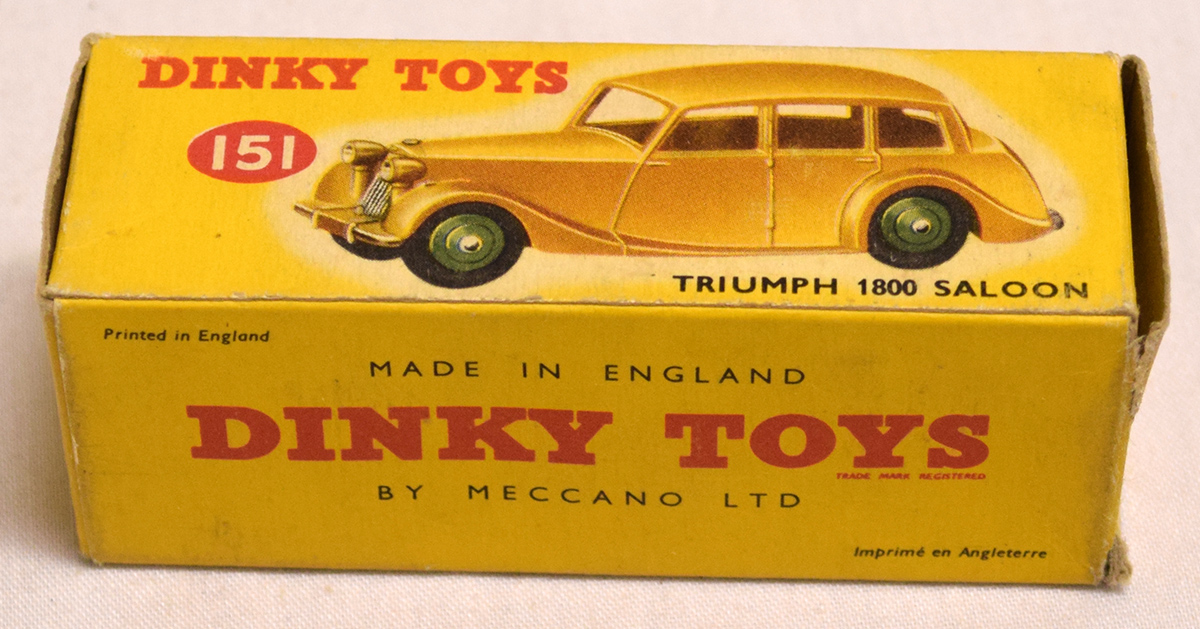 DINKY TOYS
151
TRIUMPH 1800 SALOON
Printed in England
MADE IN ENGLAND
DINKY TOYS
TRADE MARK REGISTERED
BY MECCANO LTD
Imprimé en Angleterre